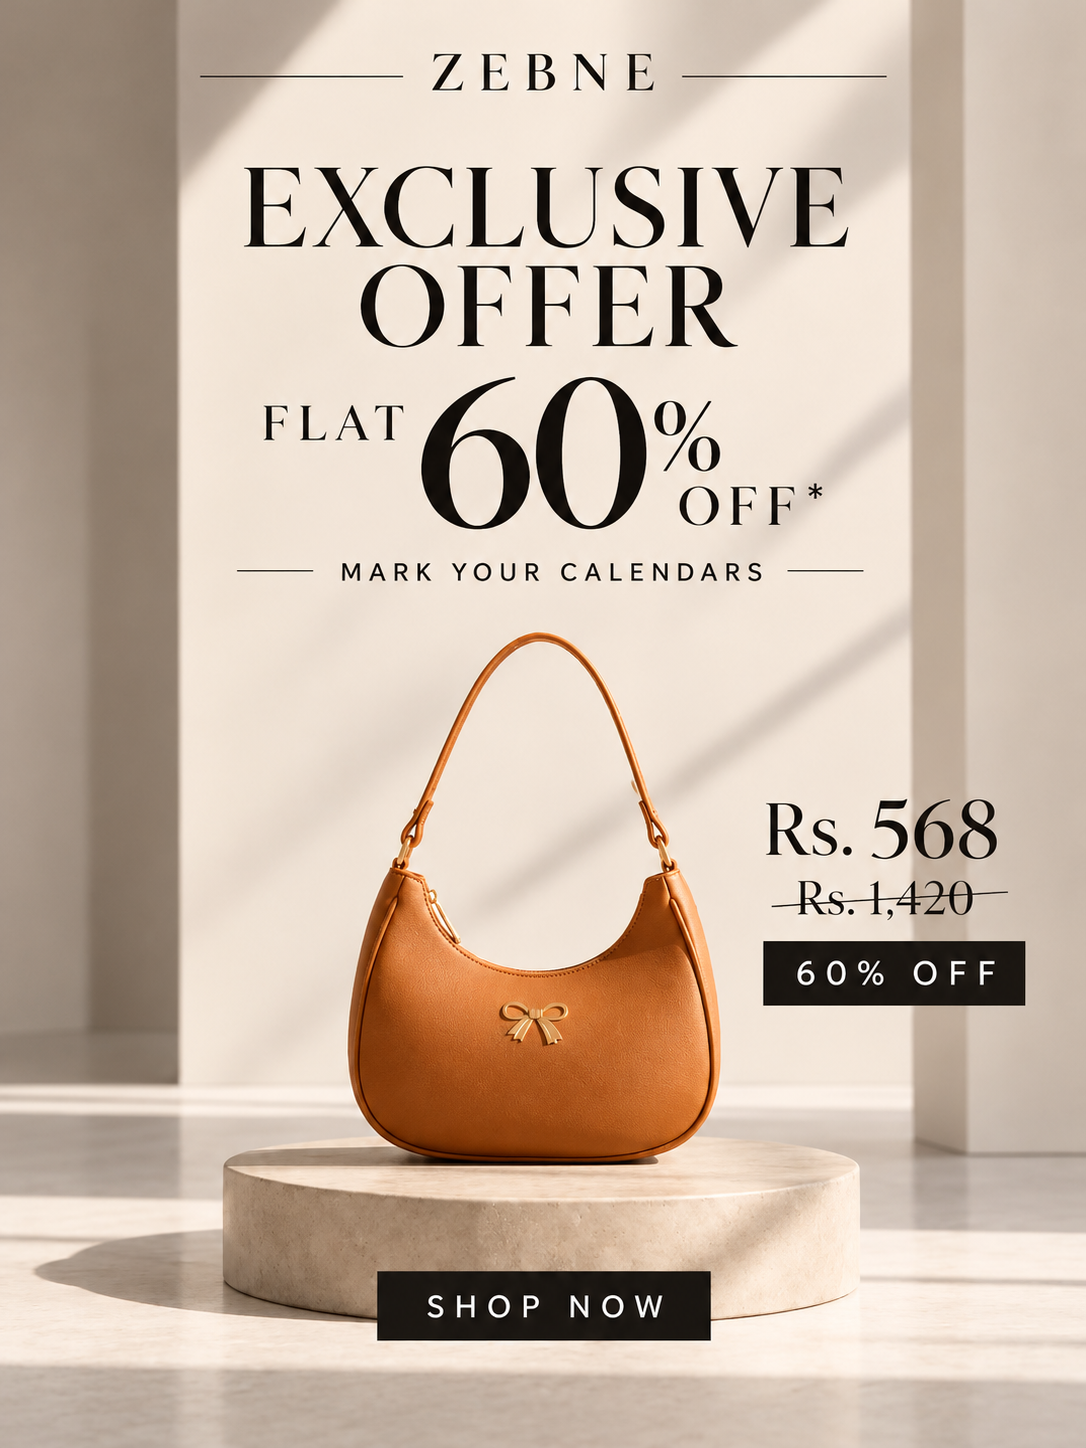 ZEBNE
EXCLUSIVE
OFFER
FLAT 60% OFF*
MARK YOUR CALENDARS
Rs. 568
Rs. 1,420
60% OFF
SHOP NOW